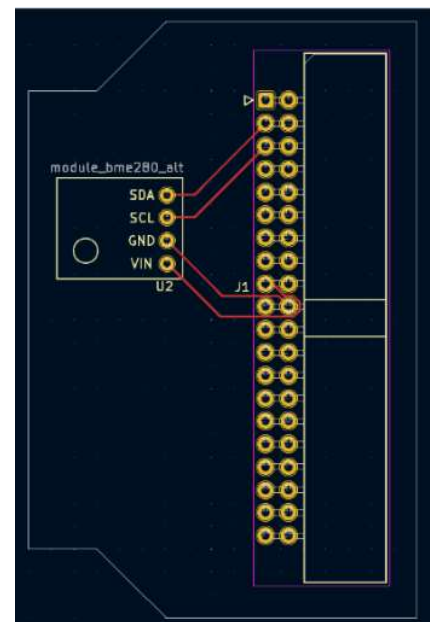 module_bme280_alt
SDA
SCL
GND
VIN
U2
J1